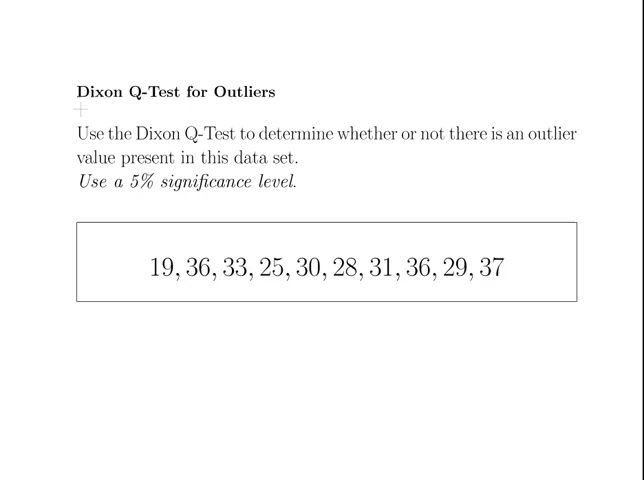 Dixon Q-Test for Outliers
Use the Dixon Q-Test to determine whether or not there is an outlier
value present in this data set.
Use a 5% significance level.
19, 36, 33, 25, 30, 28, 31, 36, 29, 37